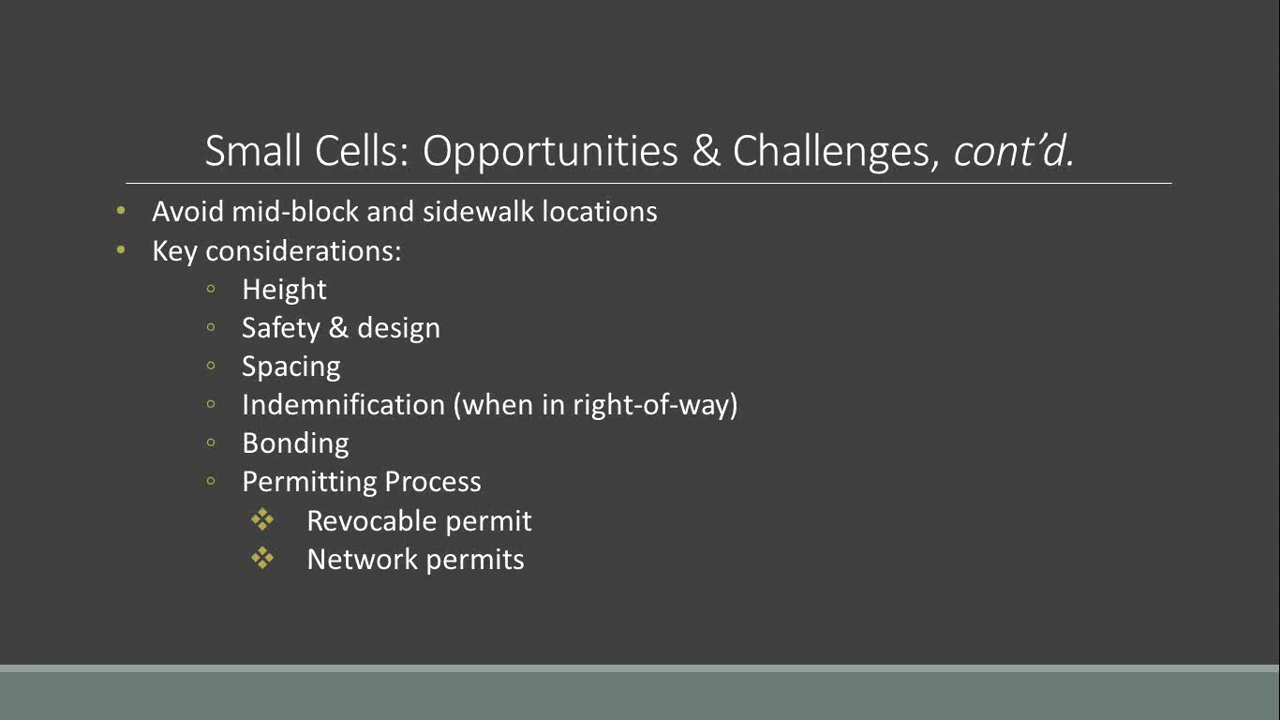 Small Cells: Opportunities & Challenges, cont’d.
• Avoid mid-block and sidewalk locations
• Key considerations:
◦ Height
◦ Safety & design
◦ Spacing
◦ Indemnification (when in right-of-way)
◦ Bonding
◦ Permitting Process
❖ Revocable permit
❖ Network permits